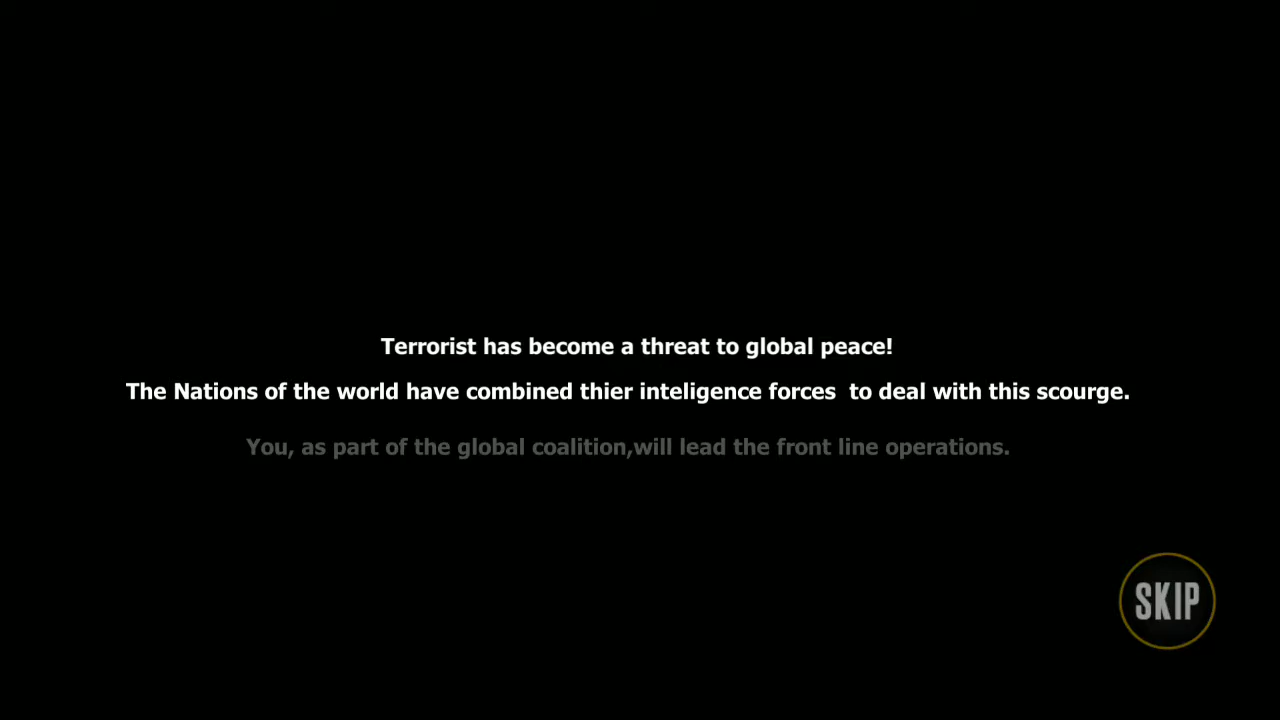 Terrorist has become a threat to global peace!
The Nations of the world have combined thier inteligence forces  to deal with this scourge.
You, as part of the global coalition,will lead the front line operations.
SKIP